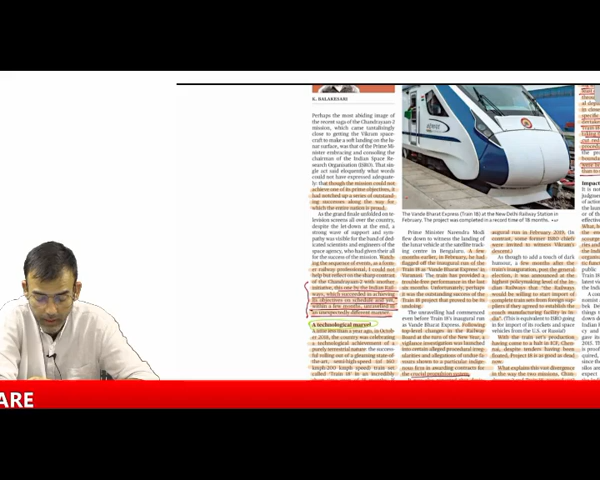 K. BALAKESARI
Perhaps the most abiding image of
the recent saga of the Chandrayaan-2
mission, which came tantalisingly
close to getting the Vikram space-
craft to make a soft landing on the lu-
nar surface, was that of the Prime Mi-
nister embracing and consoling the
chairman of the Indian Space Re-
search Organisation (ISRO). That sin-
gle act said eloquently what words
could not have expressed adequate-
ly: that though the mission could not
achieve one of its prime objectives, it
had notched up a series of outstand-
ing successes along the way for
which the entire nation is proud.
As the grand finale unfolded on te-
levision screens all over the country,
despite the let-down at the end, a
strong wave of support and sym-
pathy was visible for the band of ded-
icated scientists and engineers of the
space agency, who had given their all
for the success of the mission. Watch-
ing the sequence of events, as a form-
er railway professional, I could not
help but reflect on the sharp contrast
of the Chandrayaan-2 with another
initiative, this one by the Indian Rail-
ways, which succeeded in achieving
its objectives on schedule and yet,
within a few months, unravelled in
an unexpectedly different manner.
A technological marvel
A little less than a year ago, in Octob-
er 2018, the country was celebrating
a technological achievement of a
purely terrestrial nature: the success-
ful rolling out of a gleaming state-of-
the-art, semi-high-speed (of 160
kmph-200 kmph speed) train set
called 'Train 18' in an incredibly
The Vande Bharat Express (Train 18) at the New Delhi Railway Station in
February. The project was completed in a record time of 18 months.
Prime Minister Narendra Modi
flew down to witness the landing of
the lunar vehicle at the satellite track-
ing centre in Bengaluru. A few
months earlier, in February, he had
flagged off the inaugural run of the
Train 18 as 'Vande Bharat Express' in
Varanasi. The train has provided a
trouble-free performance in the last
six months. Unfortunately, perhaps
it was the outstanding success of the
Train 18 project that proved to be its
undoing.
The unravelling had commenced
even before Train 18's inaugural run
as Vande Bharat Express. Following
top-level changes in the Railway
Board at the turn of the New Year, a
vigilance investigation was launched
into certain alleged procedural irreg-
ularities and allegations of undue fa-
vours shown to a particular indige-
nous firm in awarding contracts for
the crucial propulsion system.
augural run in February 2019. (In
contrast, some former ISRO chiefs
were invited to witness Vikram's
descent.)
As though to add a touch of dark
humour, a few months after the
train's inauguration, post the general
election, it was announced at the
highest policymaking level of the In-
dian Railways that the Railways
would be willing to start import of
complete train sets from foreign sup-
pliers if they agreed to establish the
coach manufacturing facility in In-
dia". (This is equivalent to ISRO going
in for import of its rockets and space
vehicles from the U.S. or Russia).
With the train set's production
having come to a halt in ICF, Chen-
nai, despite tenders having been
floated, Project 18 is as good as dead
now.
What explains this vast divergence
in the way the two missions, Chan-
ARE